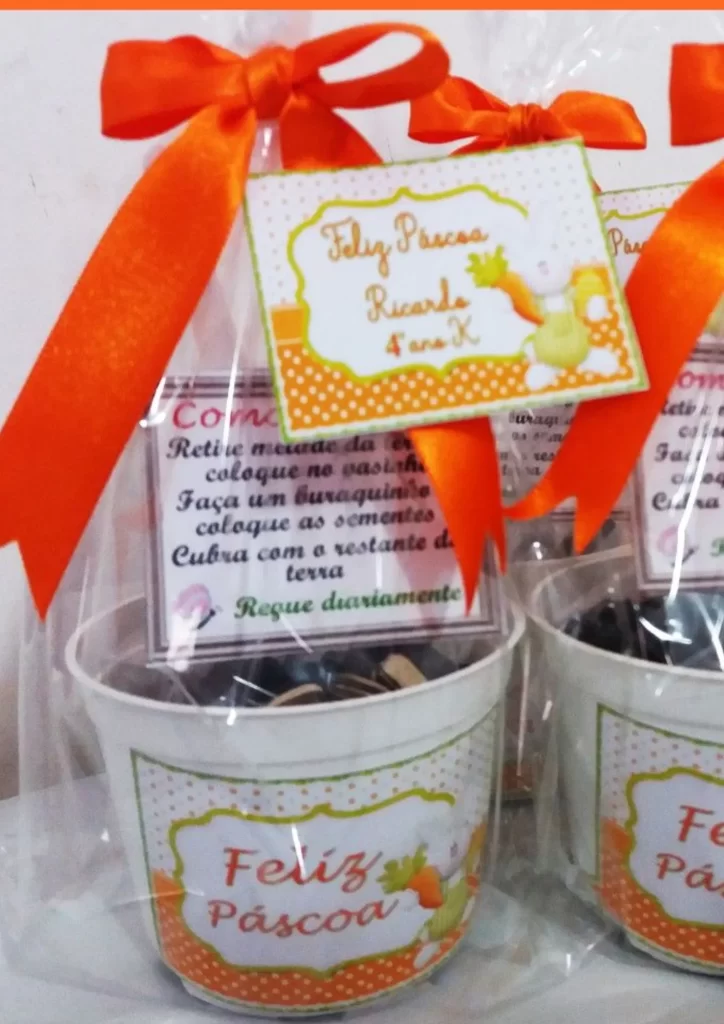 Feliz Páscoa
Ricardo
4º ano K
Retire metade da
coloque no vasinho
Faça um buraquinho
coloque as sementes
Cubra com o restante da
terra
Regue diariamente
Feliz
Páscoa